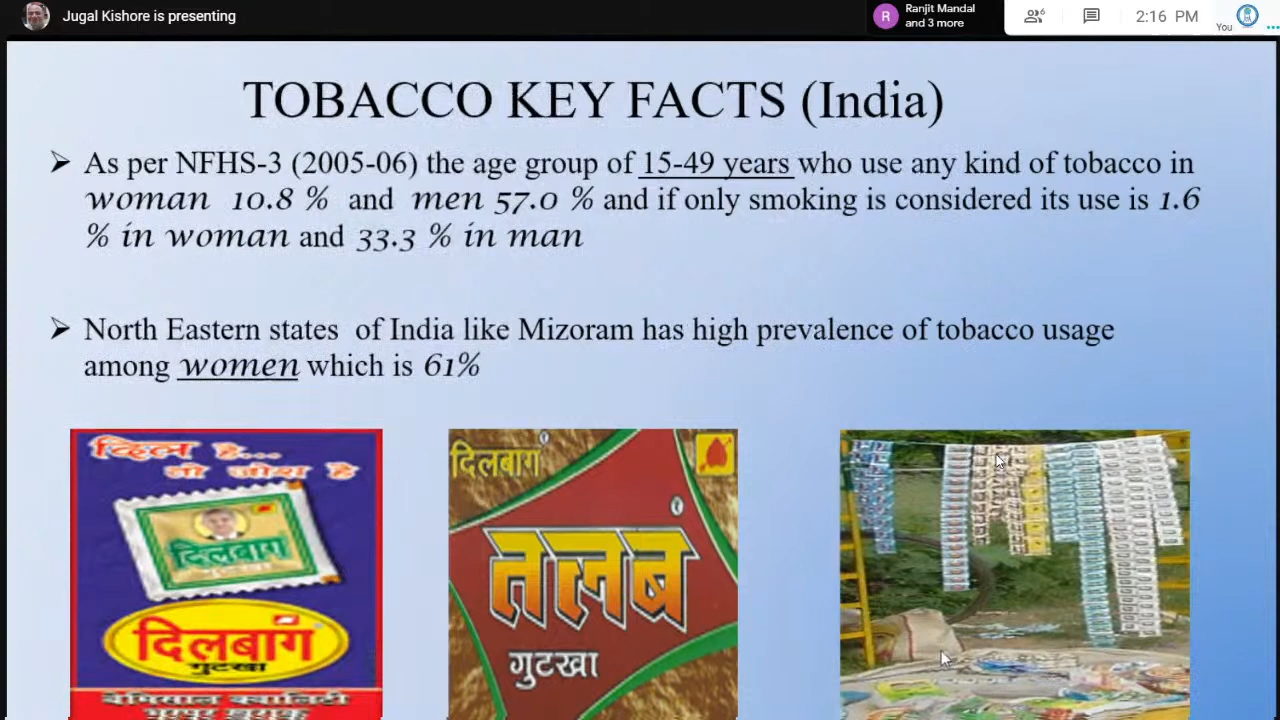 Jugal Kishore is presenting
R
Ranjit Mandal
and 3 more
6
2:16 PM
You
TOBACCO KEY FACTS (India)
➢ As per NFHS-3 (2005-06) the age group of 15-49 years who use any kind of tobacco in
woman 10.8 % and men 57.0 % and if only smoking is considered its use is 1.6
% in woman and 33.3 % in man
➢ North Eastern states of India like Mizoram has high prevalence of tobacco usage
among women which is 61%
है...
दिलबाग
दिलबाग
गुटखा
दिलबाग
तलब
गुटखा